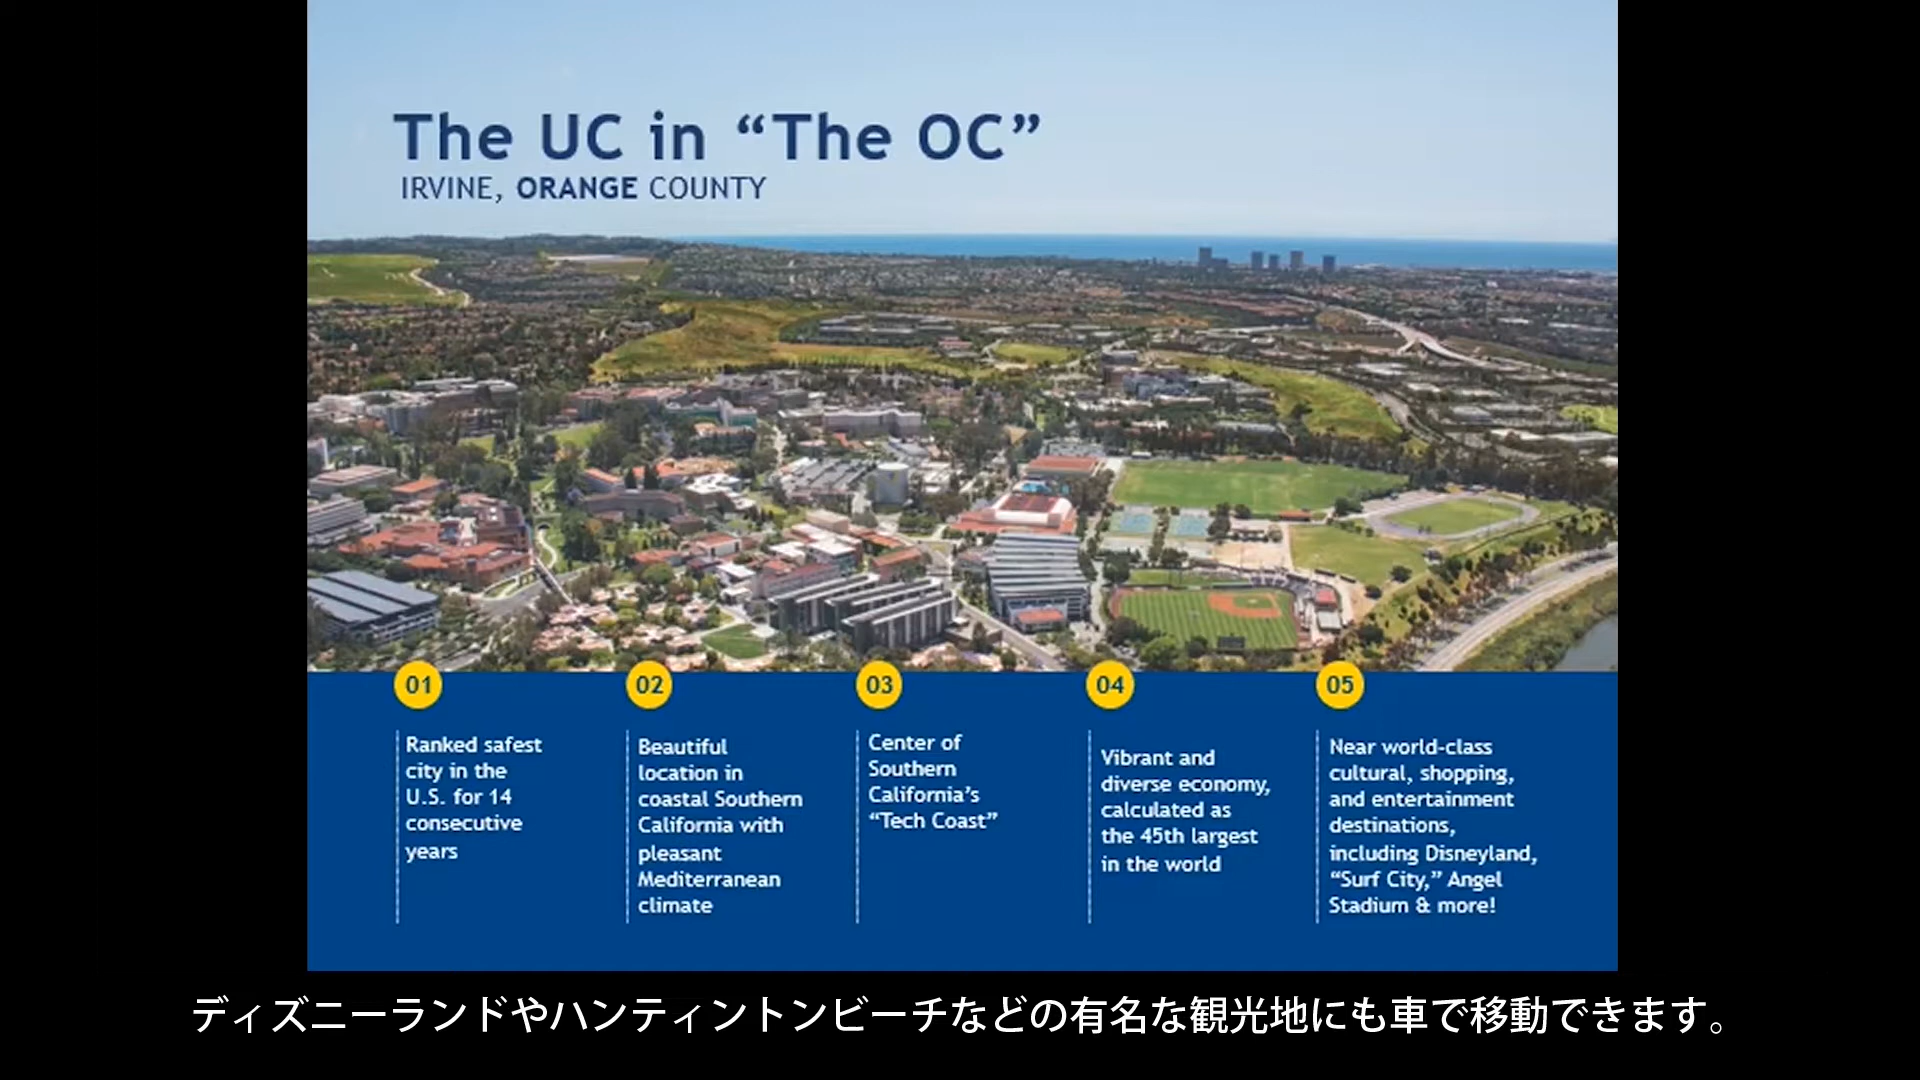 The UC in “The OC”
IRVINE, ORANGE COUNTY
01
Ranked safest
city in the
U.S. for 14
consecutive
years
02
Beautiful
location in
coastal Southern
California with
pleasant
Mediterranean
climate
03
Center of
Southern
California’s
“Tech Coast”
04
Vibrant and
diverse economy,
calculated as
the 45th largest
in the world
05
Near world-class
cultural, shopping,
and entertainment
destinations,
including Disneyland,
“Surf City,” Angel
Stadium & more!
ディズニーランドやハンティントンビーチなどの有名な観光地にも車で移動できます。